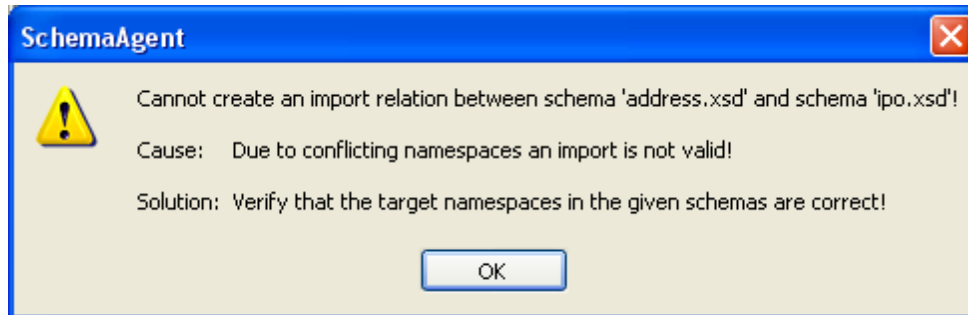 SchemaAgent
Cannot create an import relation between schema 'address.xsd' and schema 'ipo.xsd'!
Cause: Due to conflicting namespaces an import is not valid!
Solution: Verify that the target namespaces in the given schemas are correct!
OK